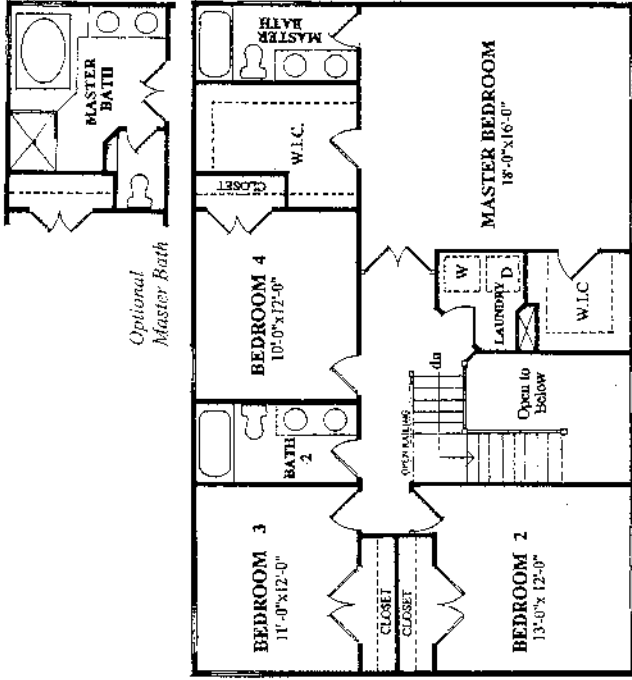 MASTER
BATH
Optional
Master Bath
MASTER
BATH
W.I.C.
CLOSET
MASTER BEDROOM
18'-0"x16'-0"
BEDROOM 4
10'-0"x12'-0"
W
D
LAUNDRY
W.I.C
OPEN RAILING
Open to
Below
BATH
2
BEDROOM 3
11'-0"x12'-0"
CLOSET
CLOSET
BEDROOM 2
13'-0"x 12'-0"